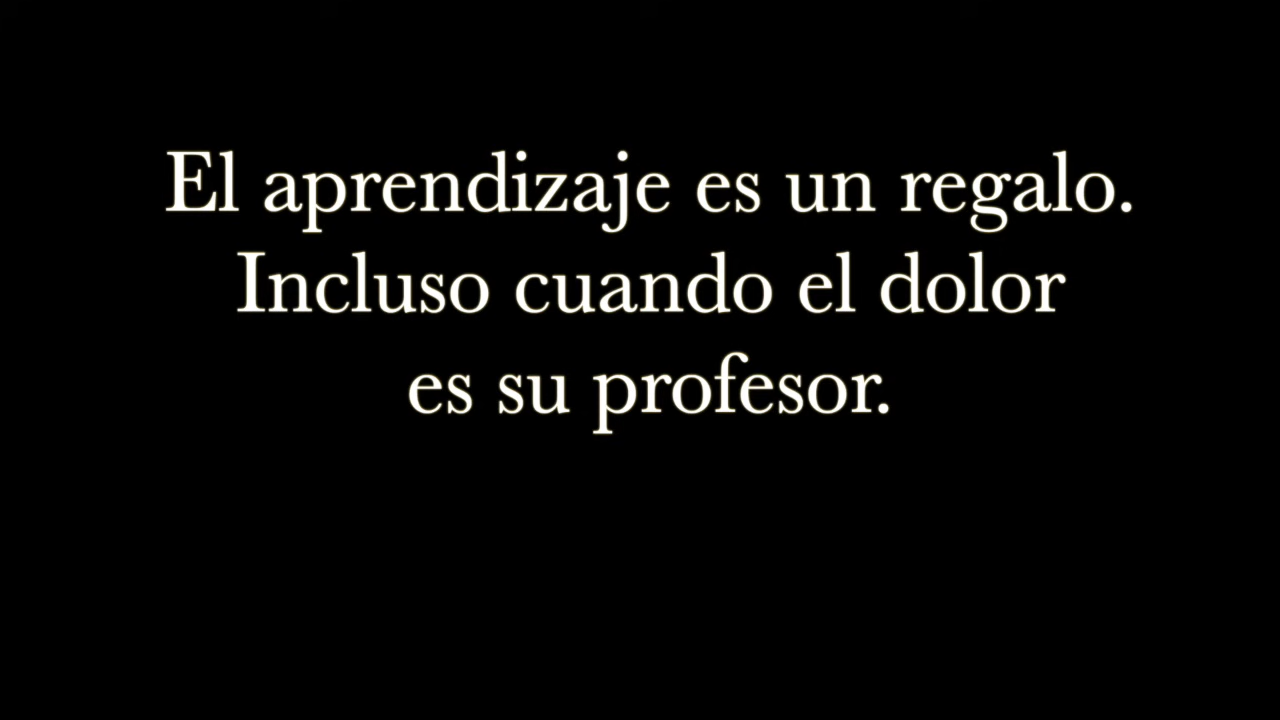 El aprendizaje es un regalo.
Incluso cuando el dolor
es su profesor.